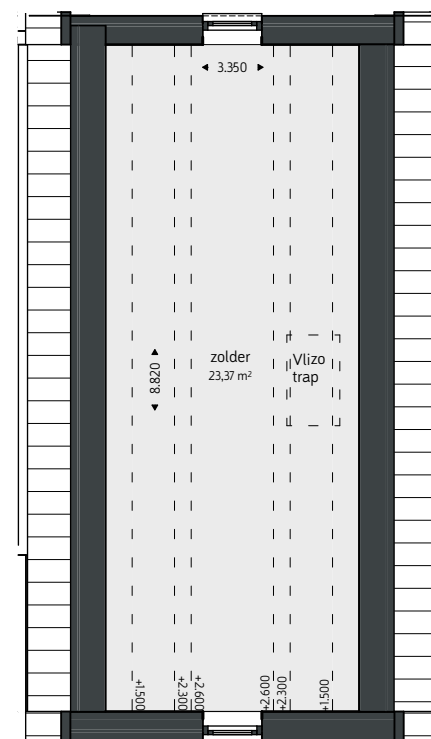 3.350
zolder
23,37 m²
Vlizo
trap
8.820
+1.500
+2.300
+2.600
+2.600
+2.300
+1.500